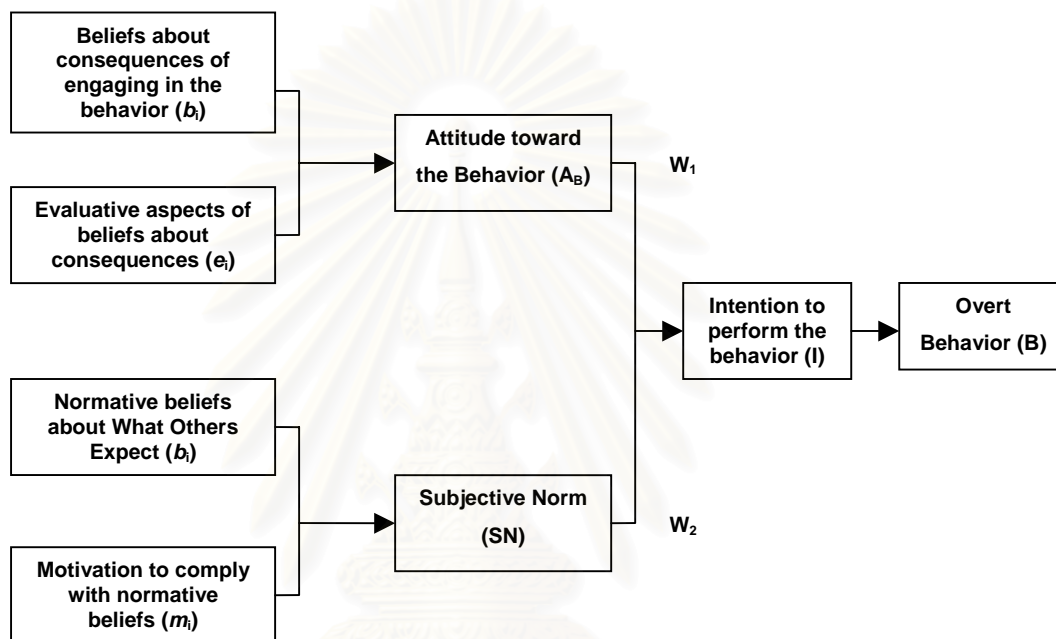 Beliefs about
consequences of
engaging in the
behavior (bi)
Evaluative aspects of
beliefs about
consequences (ei)
Attitude toward
the Behavior (AB)
W1
Normative beliefs
about What Others
Expect (bi)
Motivation to comply
with normative
beliefs (mi)
Subjective Norm
(SN)
W2
Intention to
perform the
behavior (I)
Overt
Behavior (B)